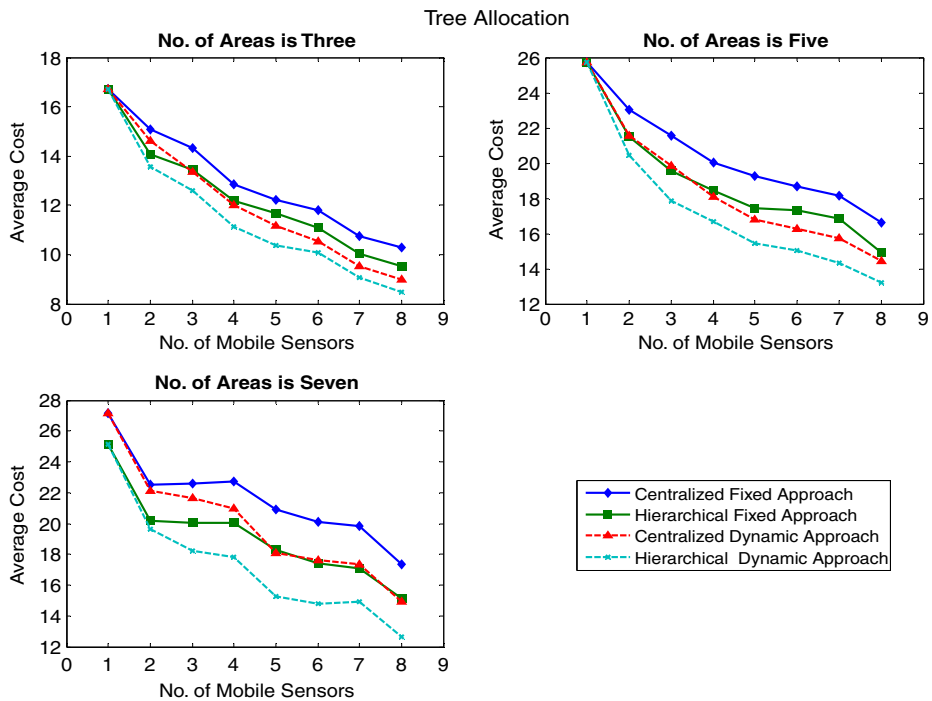 Tree Allocation
No. of Areas is Three
18
16
14
12
10
8
Average Cost
0 1 2 3 4 5 6 7 8 9
No. of Mobile Sensors
No. of Areas is Five
26
24
22
20
18
16
14
12
Average Cost
0 1 2 3 4 5 6 7 8 9
No. of Mobile Sensors
No. of Areas is Seven
28
26
24
22
20
18
16
14
12
Average Cost
0 1 2 3 4 5 6 7 8 9
No. of Mobile Sensors
Centralized Fixed Approach
Hierarchical Fixed Approach
Centralized Dynamic Approach
Hierarchical Dynamic Approach